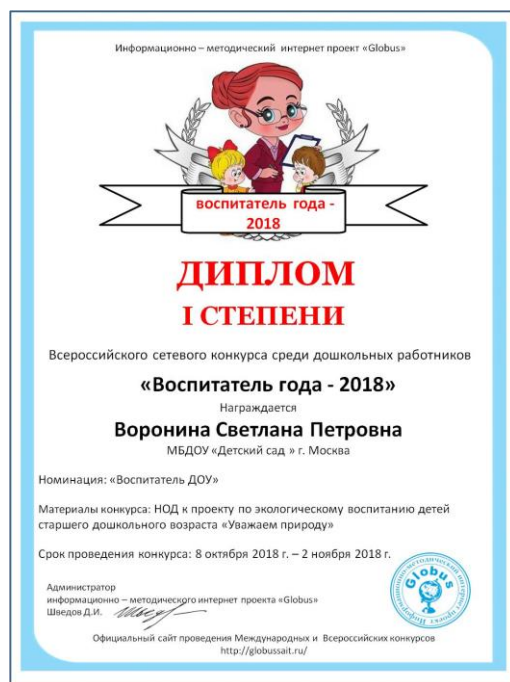 Информационно – методический интернет проект «Globus»
воспитатель года -
2018
ДИПЛОМ
I СТЕПЕНИ
Всероссийского сетевого конкурса среди дошкольных работников
«Воспитатель года - 2018»
Награждается
Воронина Светлана Петровна
МБДОУ «Детский сад » г. Москва
Номинация: «Воспитатель ДОУ»
Материалы конкурса: НОД к проекту по экологическому воспитанию детей
старшего дошкольного возраста «Уважаем природу»
Срок проведения конкурса: 8 октября 2018 г. – 2 ноября 2018 г.
Администратор
информационно – методического интернет проекта «Globus»
Шведов Д.И.
Globus
Официальный сайт проведения Международных и Всероссийских конкурсов
http://globussait.ru/